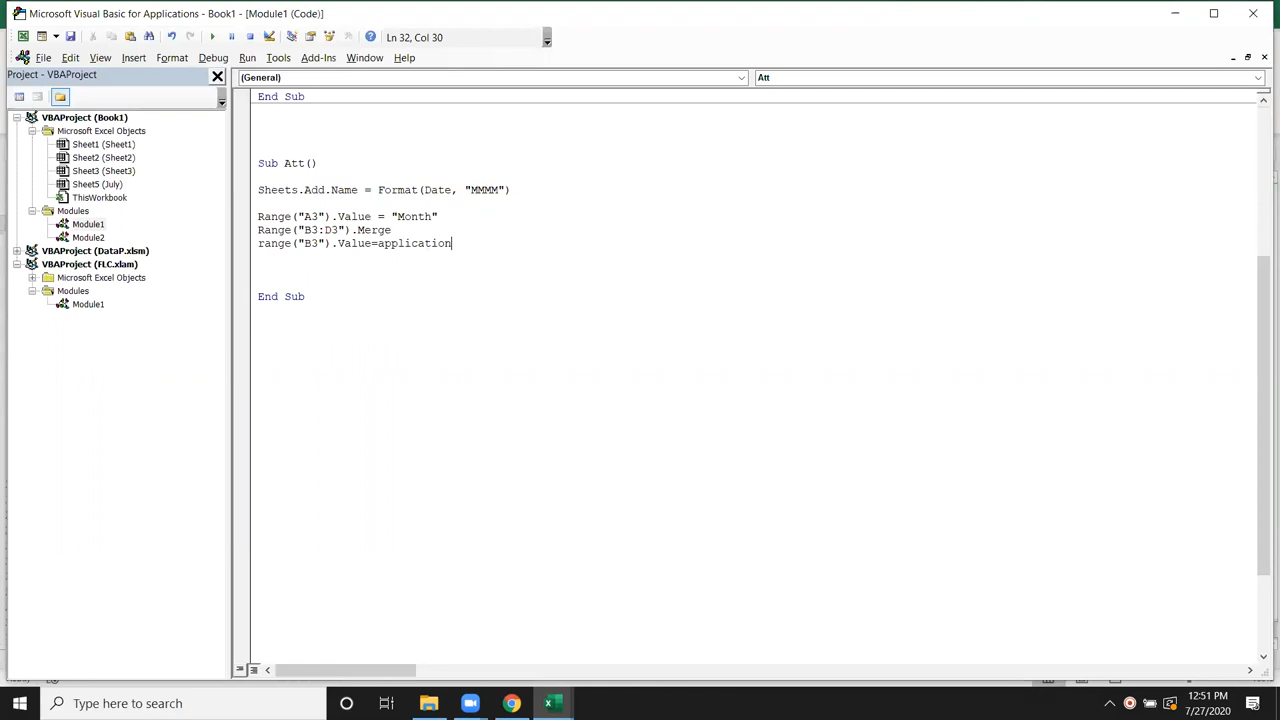 Microsoft Visual Basic for Applications - Book1 - [Module1 (Code)]
Ln 32, Col 30
File Edit View Insert Format Debug Run Tools Add-Ins Window Help
Project - VBAProject
(General)
Att
VBAProject (Book1)
Microsoft Excel Objects
Sheet1 (Sheet1)
Sheet2 (Sheet2)
Sheet3 (Sheet3)
Sheet5 (July)
ThisWorkbook
Modules
Module1
Module2
VBAProject (DataP.xlsm)
VBAProject (FLC.xlam)
Microsoft Excel Objects
Modules
Module1
End Sub
Sub Att()
Sheets.Add.Name = Format(Date, "MMMM")
Range("A3").Value = "Month"
Range("B3:D3").Merge
range("B3").Value=application
End Sub
Type here to search
12:51 PM
7/27/2020